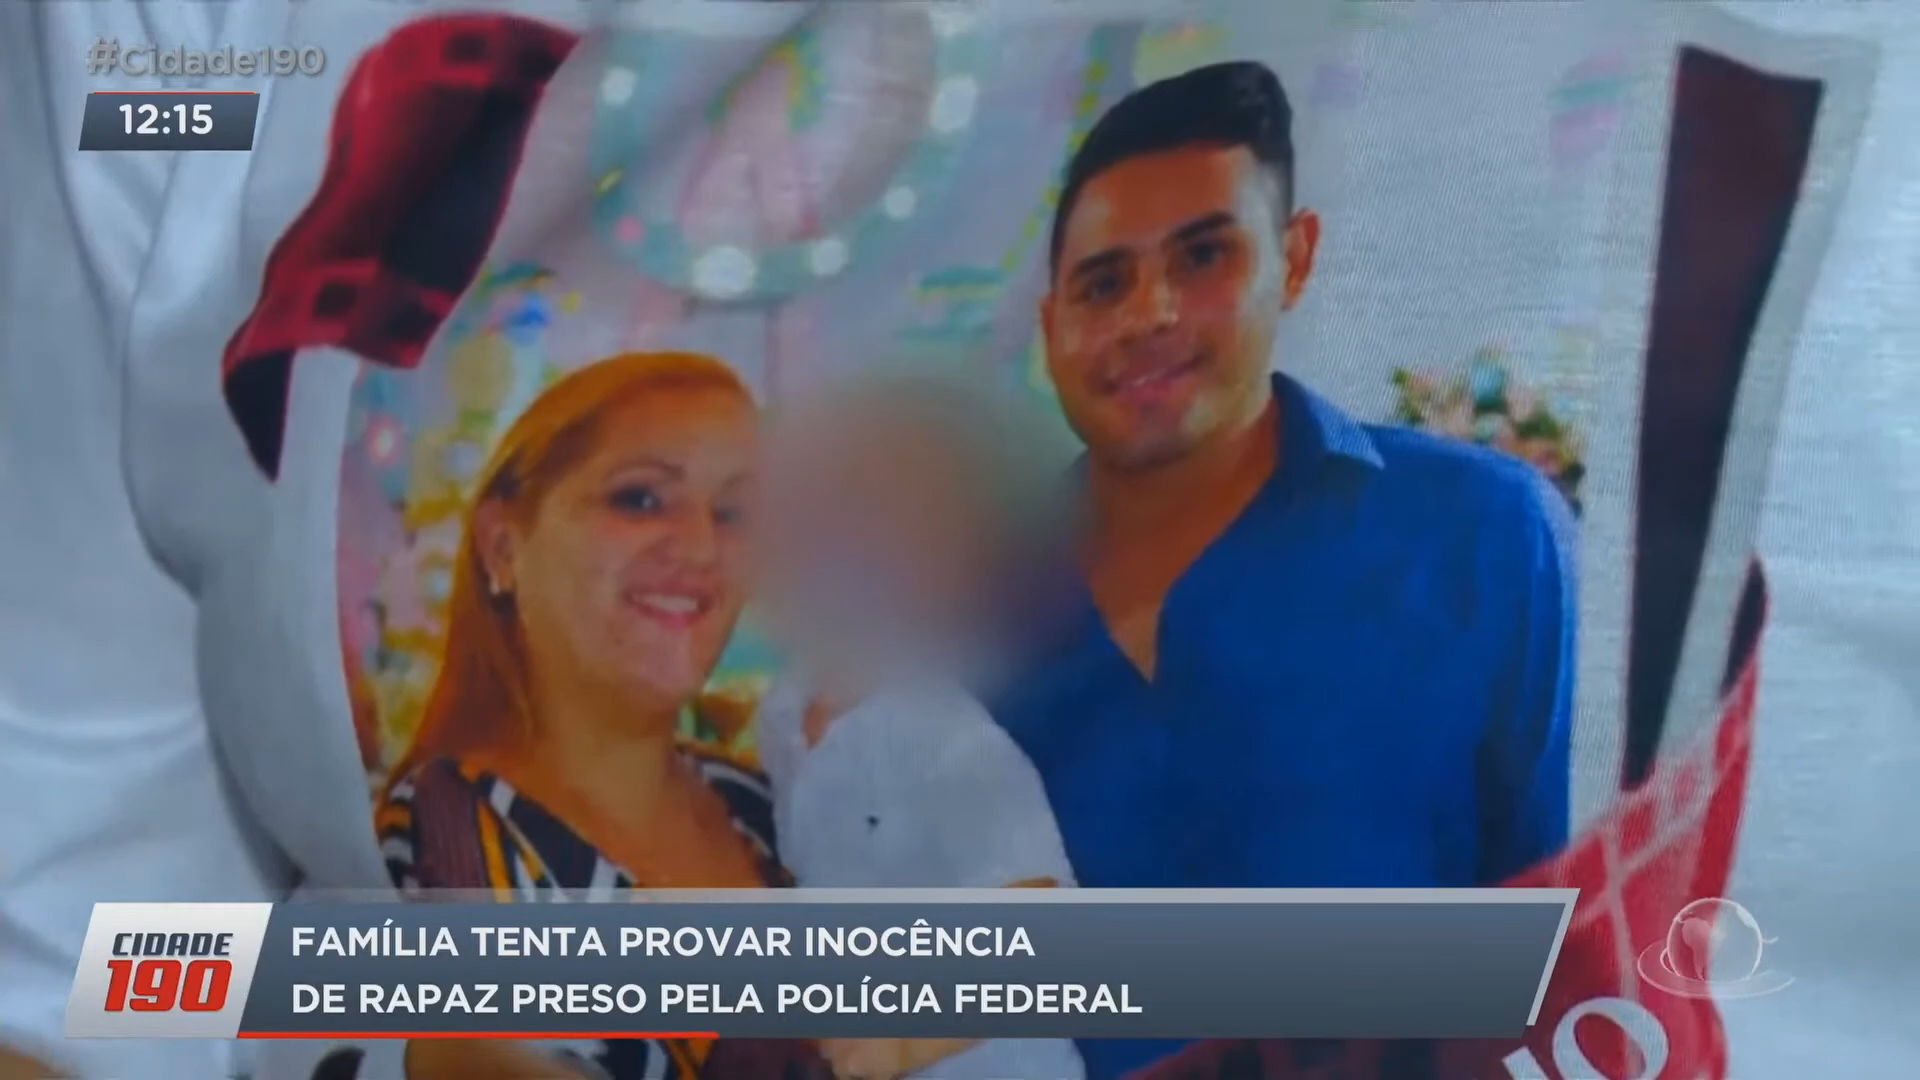 #Cidade190
12:15
CIDADE
190
FAMÍLIA TENTA PROVAR INOCÊNCIA
DE RAPAZ PRESO PELA POLÍCIA FEDERAL